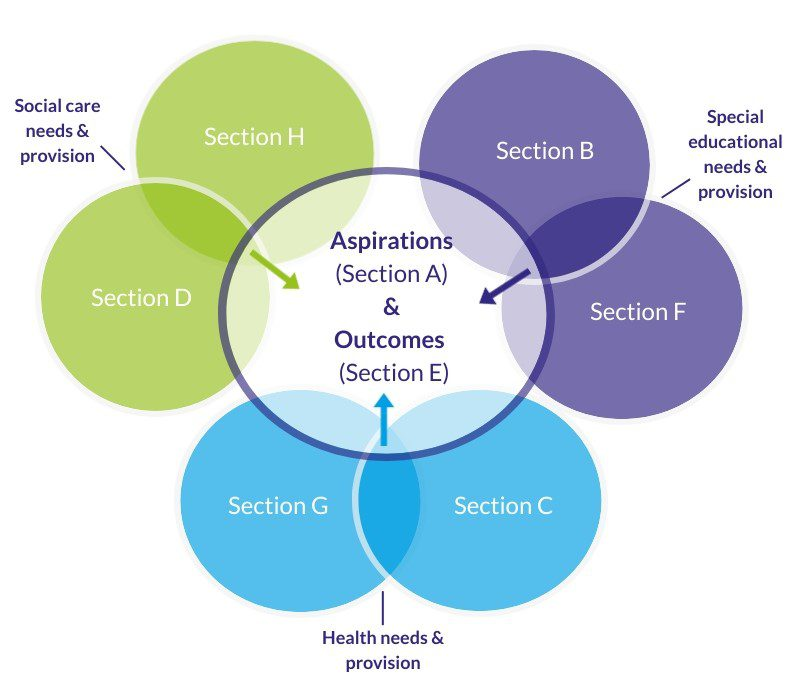 Social care
needs &
provision
Section H
Section B
Special
educational
needs &
provision
Section D
Aspirations
(Section A)
&
Outcomes
(Section E)
Section F
Section G
Section C
Health needs &
provision